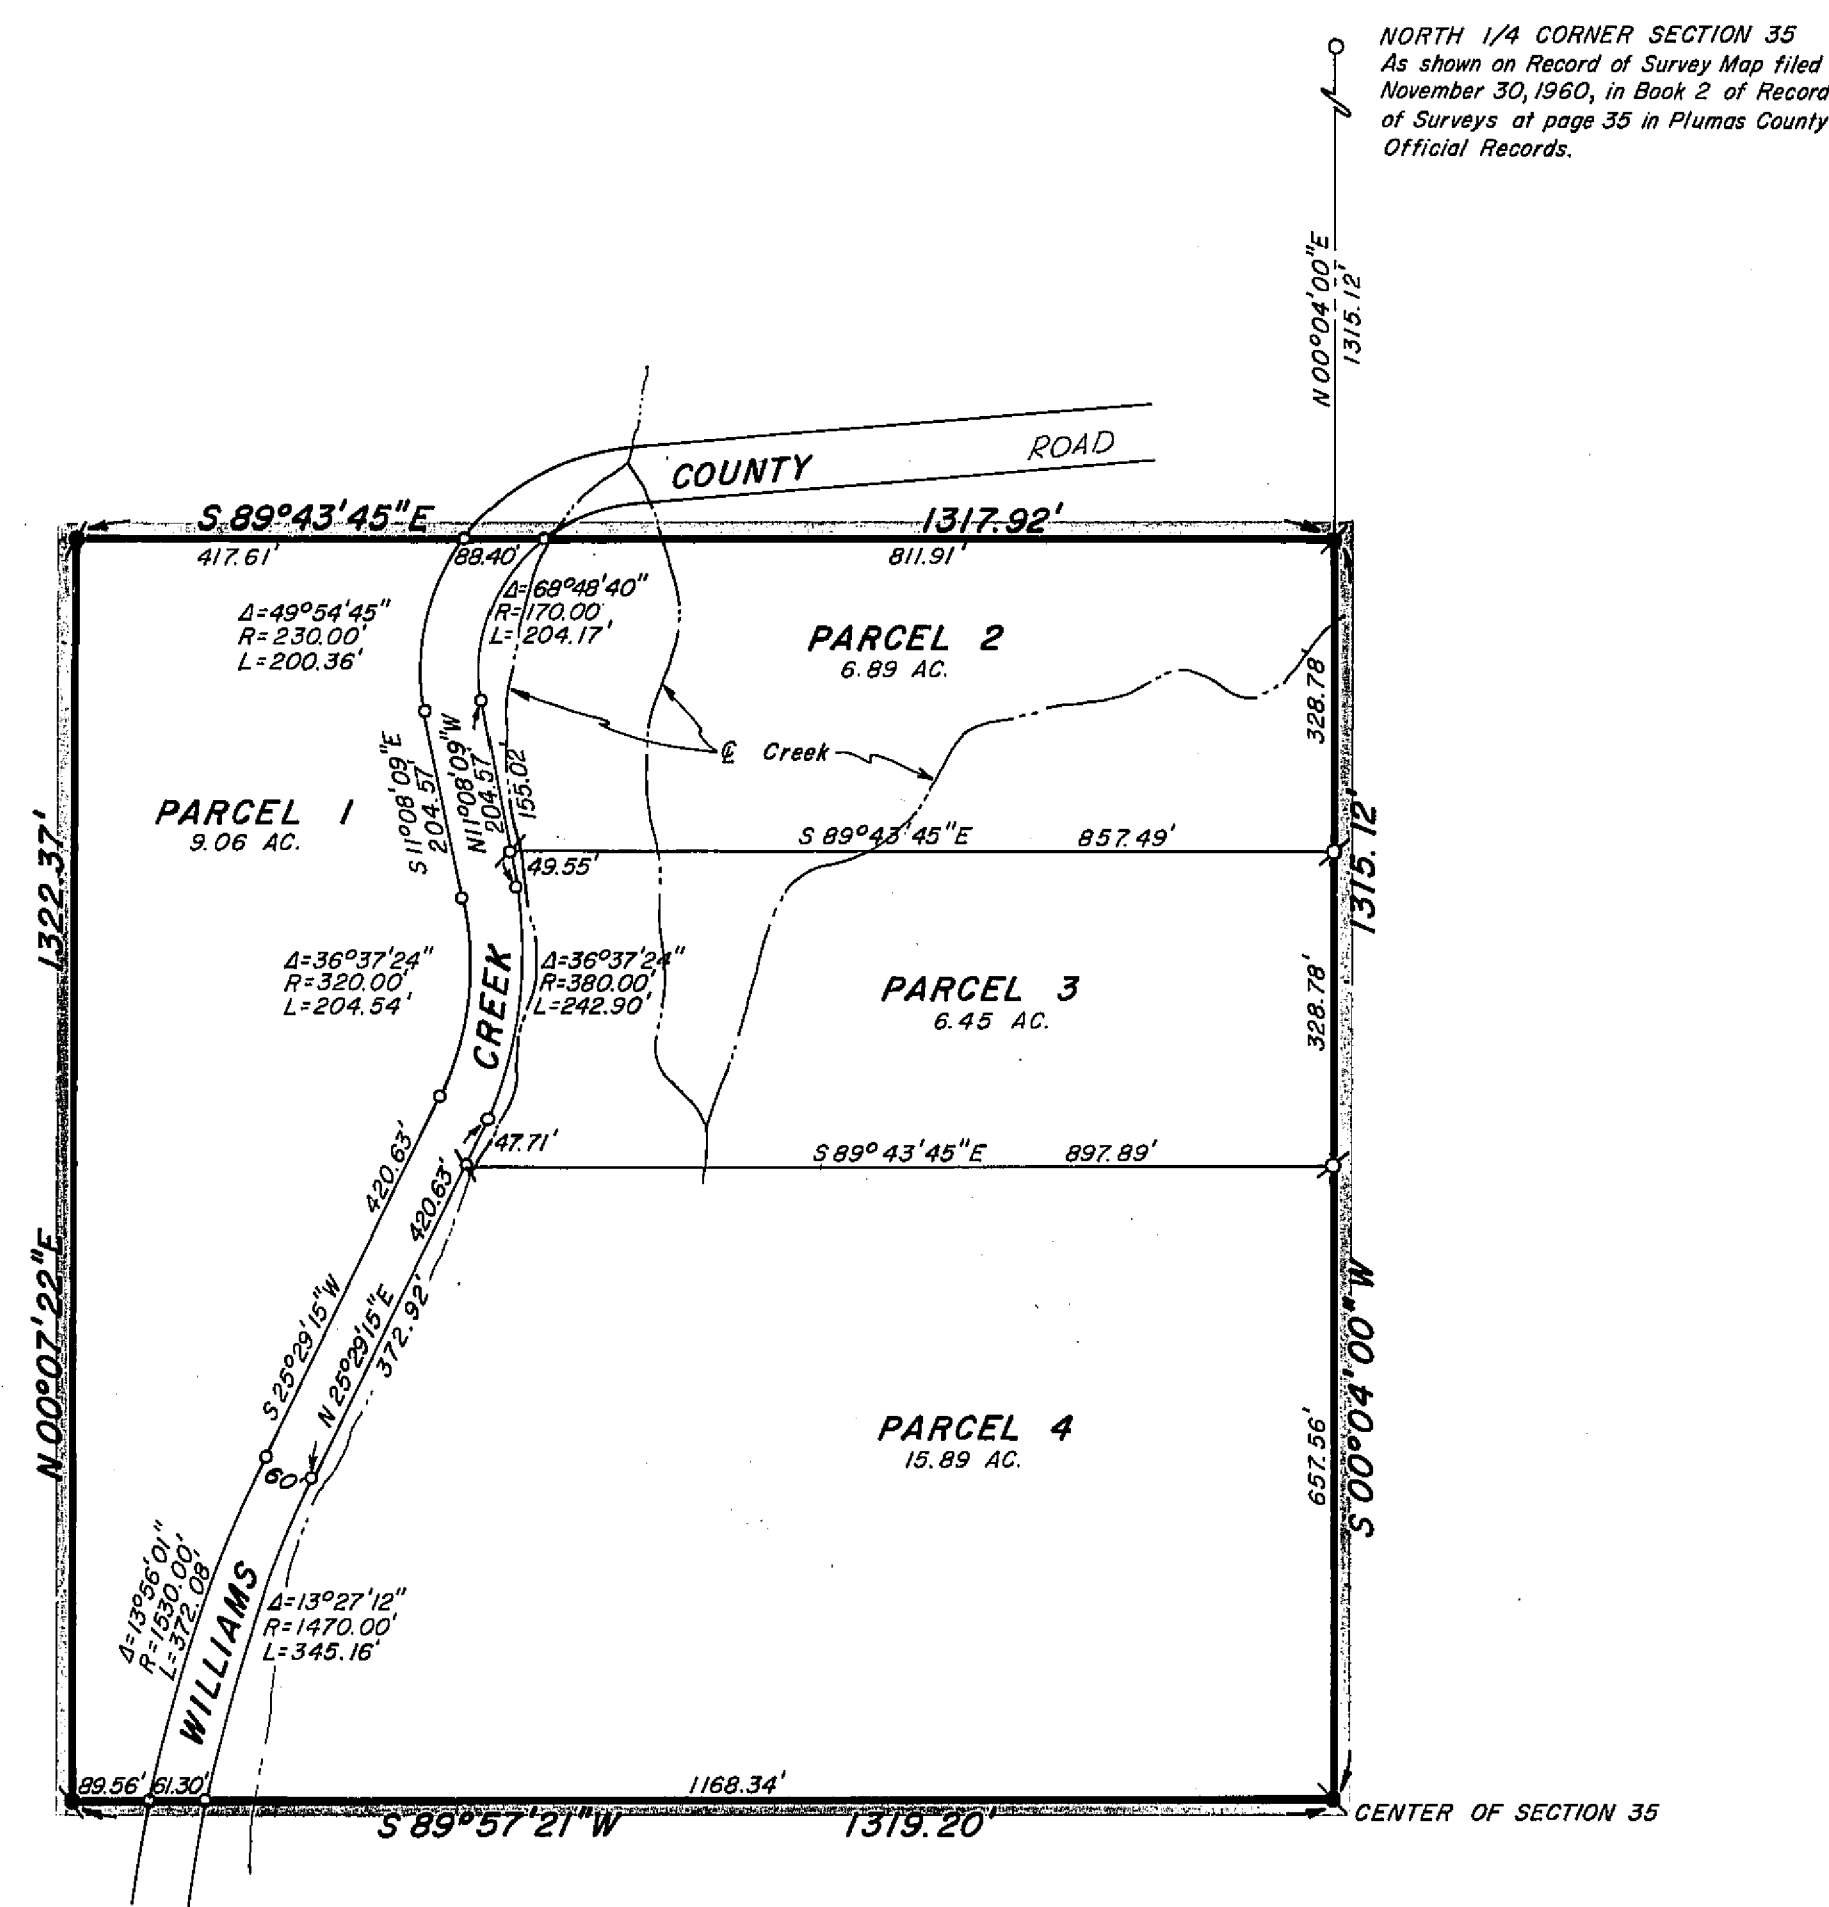 NORTH 1/4 CORNER SECTION 35
As shown on Record of Survey Map filed
November 30, 1960, in Book 2 of Record
of Surveys at page 35 in Plumas County
Official Records.
N00°04'00"E
1315.12'
COUNTY ROAD
S 89°43'45"E
1317.92'
417.61'
88.40'
811.91'
Δ=49°54'45"
R=230.00'
L=200.36'
Δ=68°48'40"
R=170.00'
L=204.17'
PARCEL 2
6.89 AC.
328.78'
℄ Creek
S 11°08'09"E
204.57'
N11°08'09"W
204.57'
155.02'
PARCEL 1
9.06 AC.
S 89°43'45"E
857.49'
49.55'
1322.37'
1315.12'
Δ=36°37'24"
R=320.00'
L=204.54'
CREEK
Δ=36°37'24"
R=380.00'
L=242.90'
PARCEL 3
6.45 AC.
328.78'
47.71'
S89°43'45"E
897.89'
420.63'
420.63'
S 25°29'15"W
N 25°29'15"E
372.92'
N00°07'22"E
S 00°04'00"W
PARCEL 4
15.89 AC.
657.56'
60'
Δ=13°56'01"
R=1530.00'
L=372.08'
WILLIAMS
Δ=13°27'12"
R=1470.00'
L=345.16'
89.56'
61.30'
1168.34'
S 89°57'21"W
1319.20'
CENTER OF SECTION 35